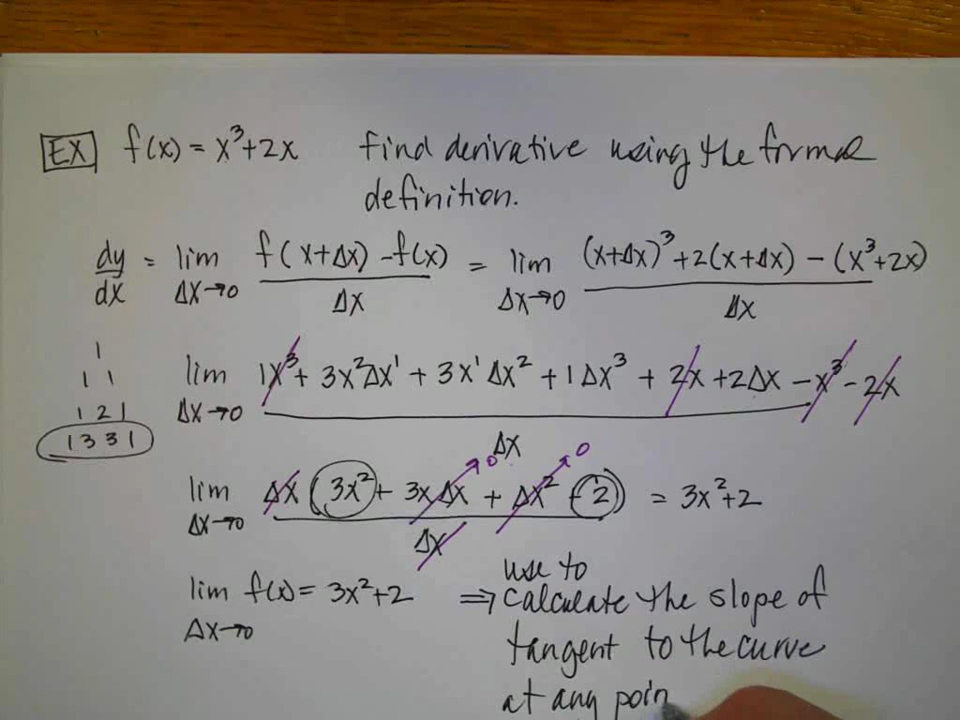 EX f(x) = x³+2x find derivative using the formal
definition.
dy/dx = lim Δx→0 (f(x+Δx) - f(x))/Δx = lim Δx→0 ((x+Δx)³+2(x+Δx) - (x³+2x))/Δx
1
1 1
1 2 1
1 3 3 1
lim Δx→0 (1x³ + 3x²Δx¹ + 3x¹Δx² + 1Δx³ + 2x + 2Δx - x³ - 2x)/Δx
lim Δx→0 Δx(3x² + 3xΔx + Δx² + 2)/Δx = 3x²+2
0 0
lim Δx→0 f(x) = 3x²+2 ⇒ use to
calculate the slope of
tangent to the curve
at any poin